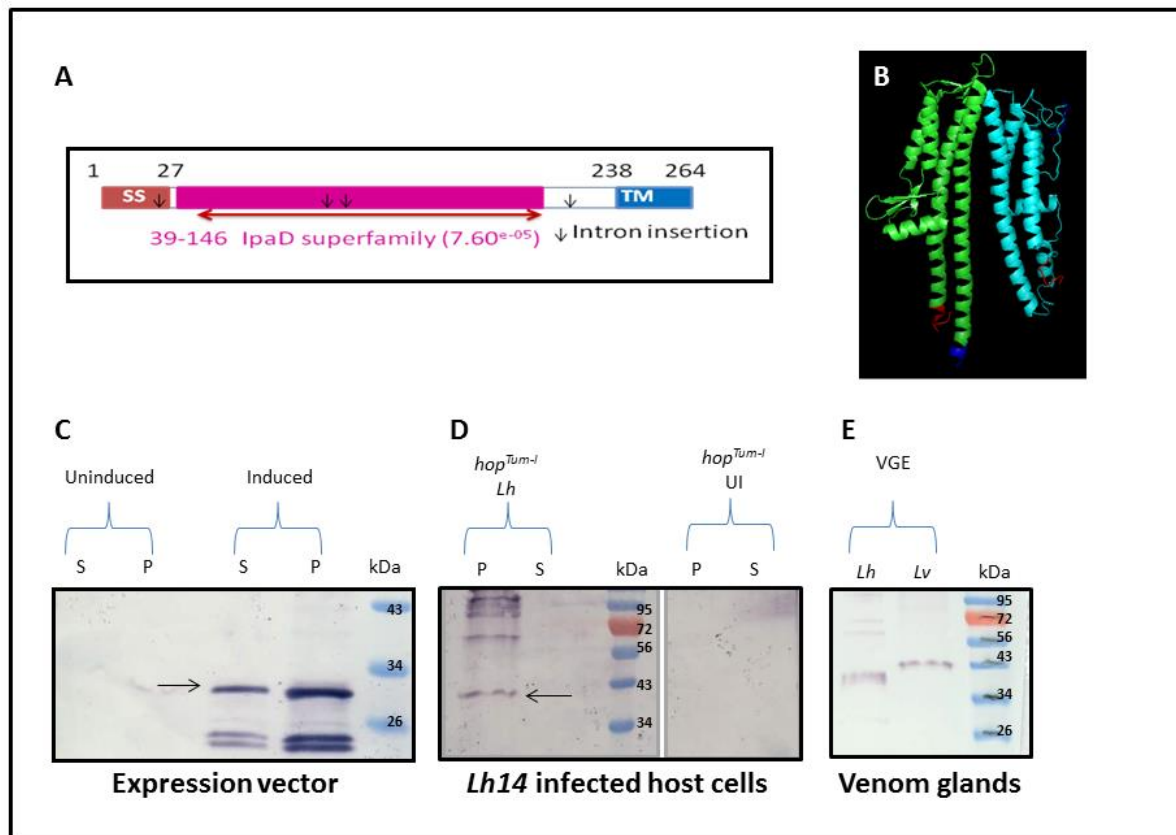 A
B
1 27 238 264
SS TM
39-146 IpaD superfamily (7.60e-05) ↓ Intron insertion
C
D
E
Uninduced Induced
S P S P kDa
43
34
26
Expression vector
hopTum-l
Lh
hopTum-l
UI
P S kDa P S
95
72
56
43
34
Lh14 infected host cells
VGE
Lh Lv kDa
95
72
56
43
34
26
Venom glands